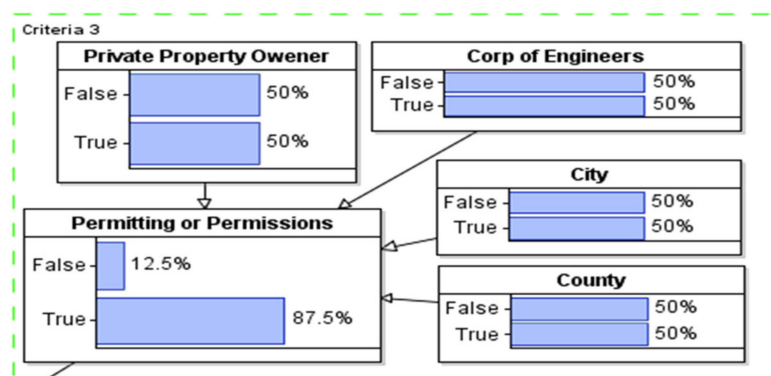 Criteria 3
Private Property Owener
False 50%
True 50%
Corp of Engineers
False 50%
True 50%
City
False 50%
True 50%
Permitting or Permissions
False 12.5%
True 87.5%
County
False 50%
True 50%